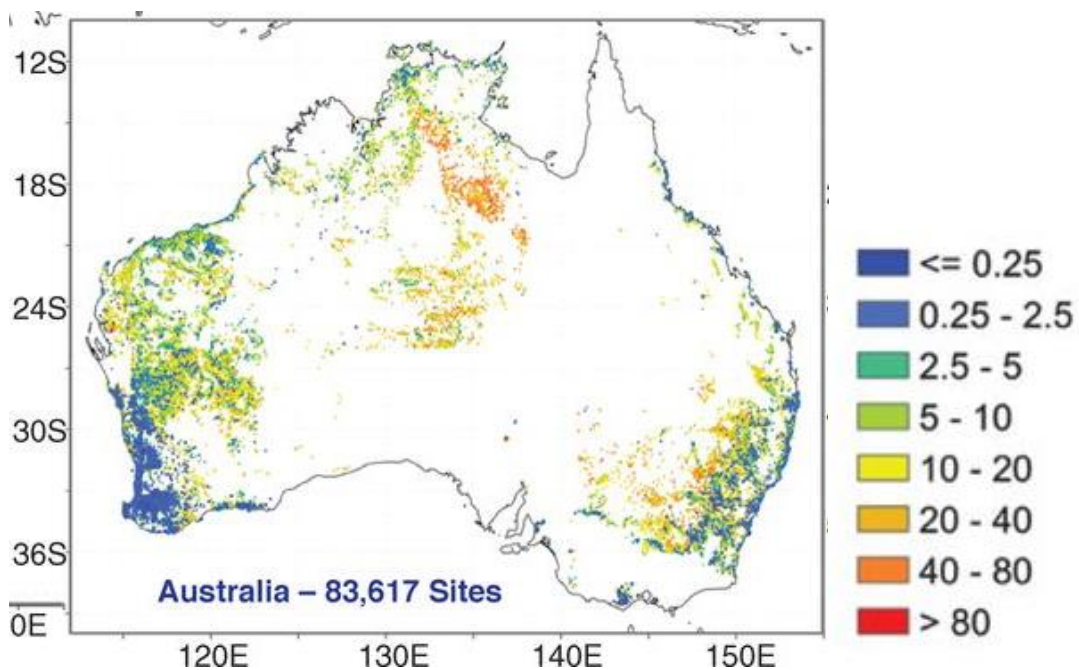 12S
18S
24S
30S
36S
0E
120E
130E
140E
150E
Australia – 83,617 Sites
<= 0.25
0.25 - 2.5
2.5 - 5
5 - 10
10 - 20
20 - 40
40 - 80
> 80